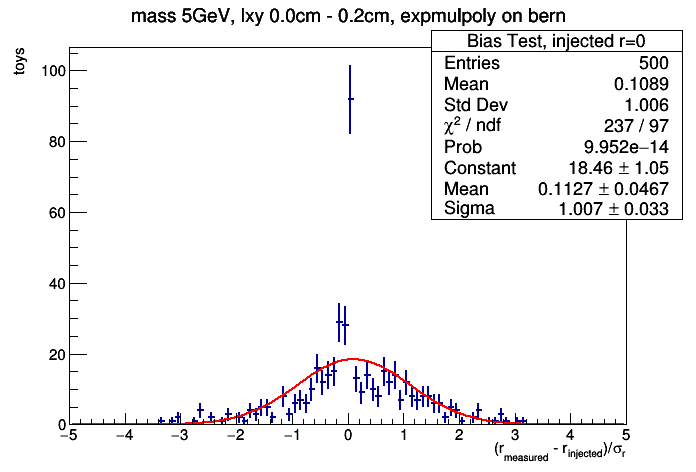 mass 5GeV, lxy 0.0cm - 0.2cm, expmulpoly on bern
toys
Bias Test, injected r=0
Entries 500
Mean 0.1089
Std Dev 1.006
χ² / ndf 237 / 97
Prob 9.952e−14
Constant 18.46 ± 1.05
Mean 0.1127 ± 0.0467
Sigma 1.007 ± 0.033
100
80
60
40
20
0
−5 −4 −3 −2 −1 0 1 2 3 4 5
(r_measured - r_injected)/σ_r